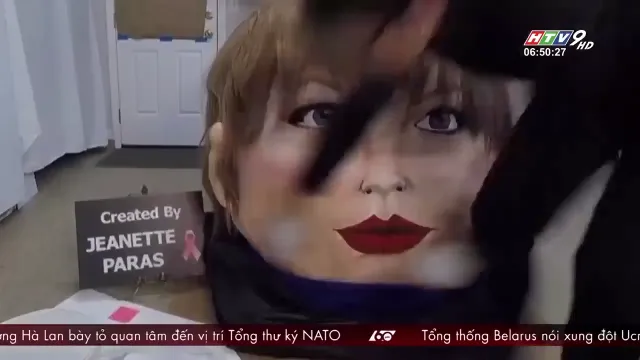 HTV9 HD
06:50:27
Created By
JEANETTE
PARAS
ng Hà Lan bày tỏ quan tâm đến vị trí Tổng thư ký NATO
60
Tổng thống Belarus nói xung đột Ucr